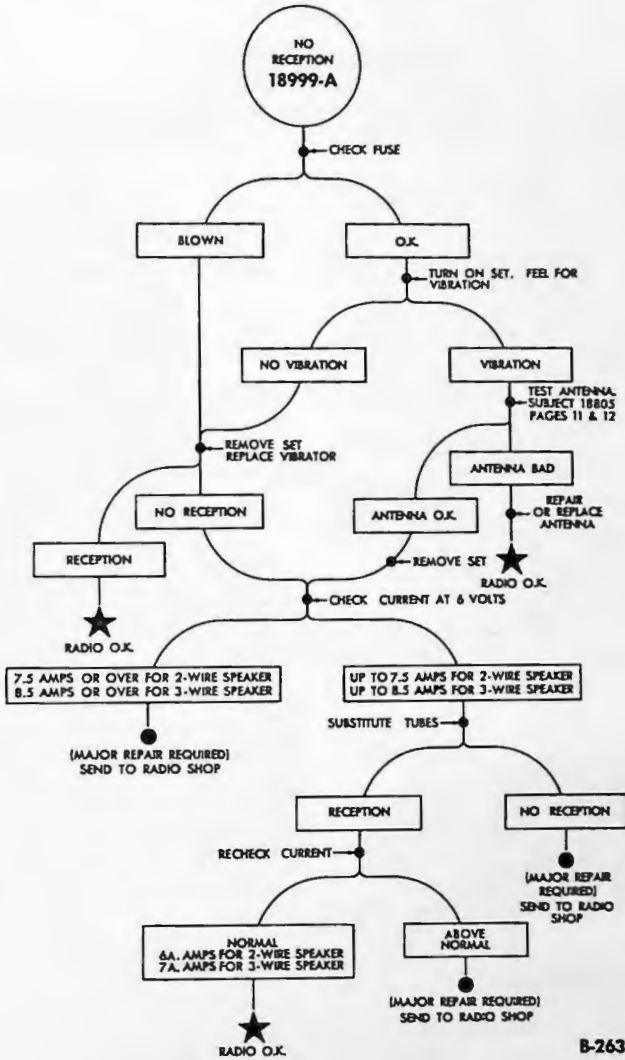 NO
RECEPTION
18999-A
CHECK FUSE
BLOWN
O.K.
TURN ON SET. FEEL FOR
VIBRATION
NO VIBRATION
VIBRATION
TEST ANTENNA.
SUBJECT 18805
PAGES 11 & 12
REMOVE SET
REPLACE VIBRATOR
ANTENNA BAD
NO RECEPTION
ANTENNA O.K.
REPAIR
OR REPLACE
ANTENNA
RECEPTION
REMOVE SET
RADIO O.K.
CHECK CURRENT AT 6 VOLTS
RADIO O.K.
7.5 AMPS OR OVER FOR 2-WIRE SPEAKER
8.5 AMPS OR OVER FOR 3-WIRE SPEAKER
UP TO 7.5 AMPS FOR 2-WIRE SPEAKER
UP TO 8.5 AMPS FOR 3-WIRE SPEAKER
SUBSTITUTE TUBES
(MAJOR REPAIR REQUIRED)
SEND TO RADIO SHOP
RECEPTION
NO RECEPTION
RECHECK CURRENT
(MAJOR REPAIR
REQUIRED)
SEND TO RADIO
SHOP
NORMAL
6A. AMPS FOR 2-WIRE SPEAKER
7A. AMPS FOR 3-WIRE SPEAKER
ABOVE
NORMAL
(MAJOR REPAIR REQUIRED)
SEND TO RADIO SHOP
RADIO O.K.
B-263